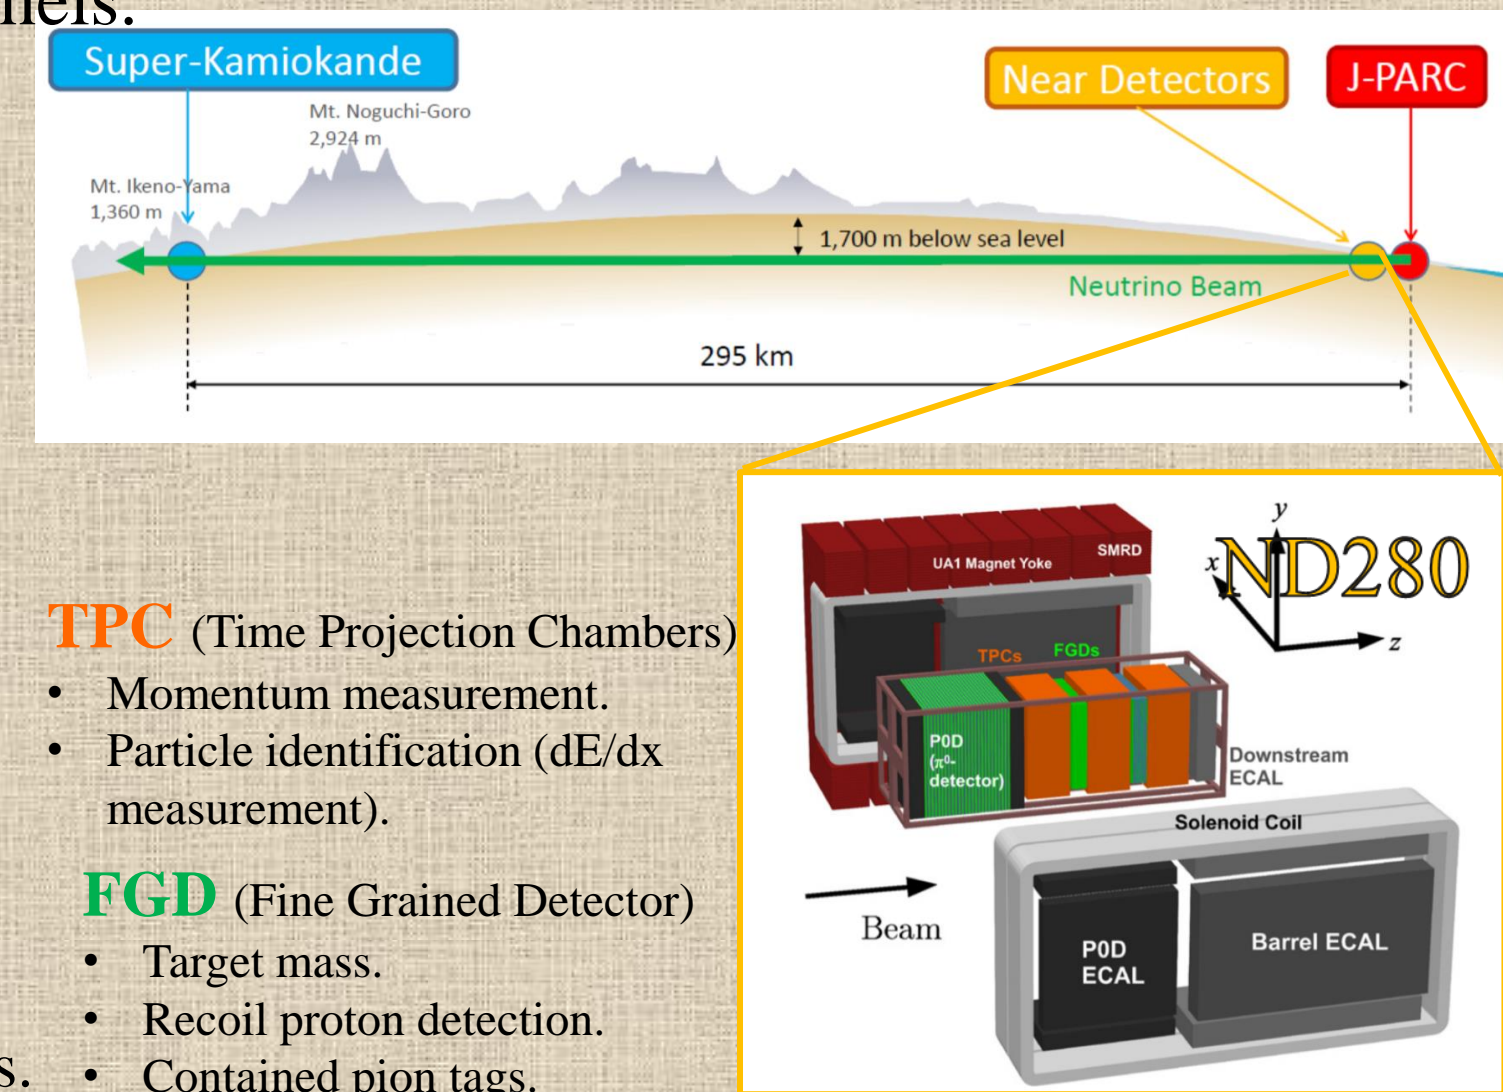 nels.
Super-Kamiokande
Near Detectors
J-PARC
Mt. Noguchi-Goro
2,924 m
Mt. Ikeno-Yama
1,360 m
1,700 m below sea level
Neutrino Beam
295 km
TPC (Time Projection Chambers)
• Momentum measurement.
• Particle identification (dE/dx
measurement).
FGD (Fine Grained Detector)
• Target mass.
• Recoil proton detection.
s.
• Contained pion tags.
ND280
y
x
z
UA1 Magnet Yoke
SMRD
TPCs
FGDs
P0D
(π⁰-
detector)
Downstream
ECAL
Solenoid Coil
Beam
P0D
ECAL
Barrel ECAL